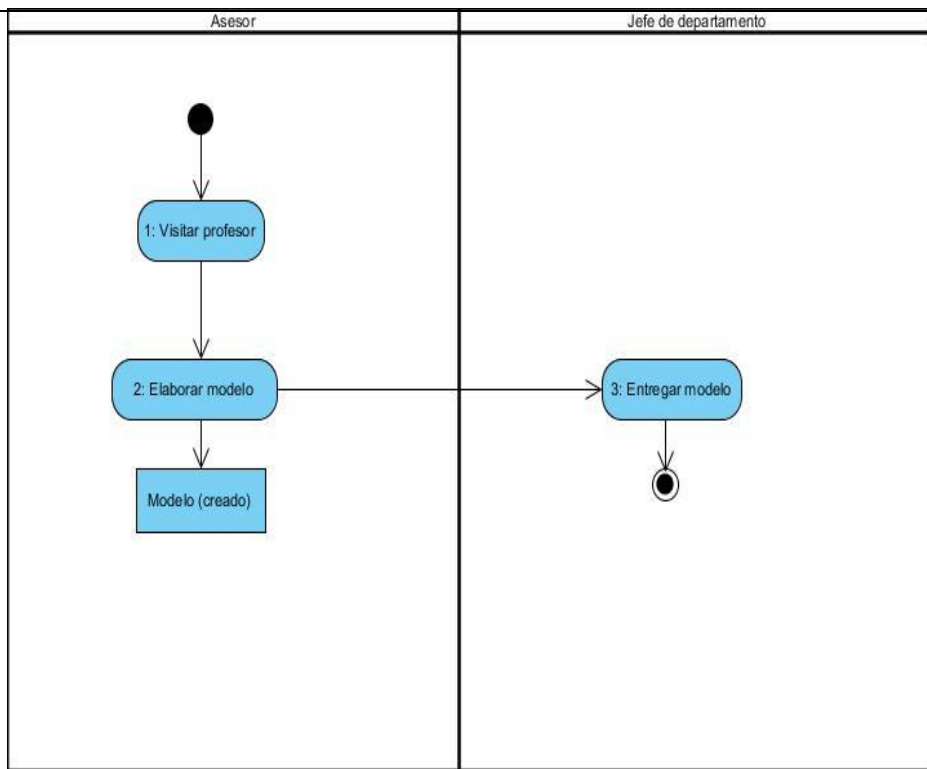 Asesor
Jefe de departamento
1: Visitar profesor
2: Elaborar modelo
3: Entregar modelo
Modelo (creado)